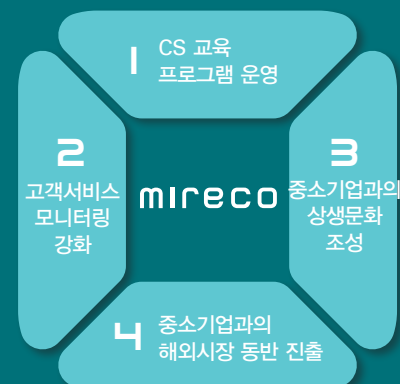 1
CS 교육
프로그램 운영
2
고객서비스
모니터링
강화
mireco
3
중소기업과의
상생문화
조성
4
중소기업과의
해외시장 동반 진출